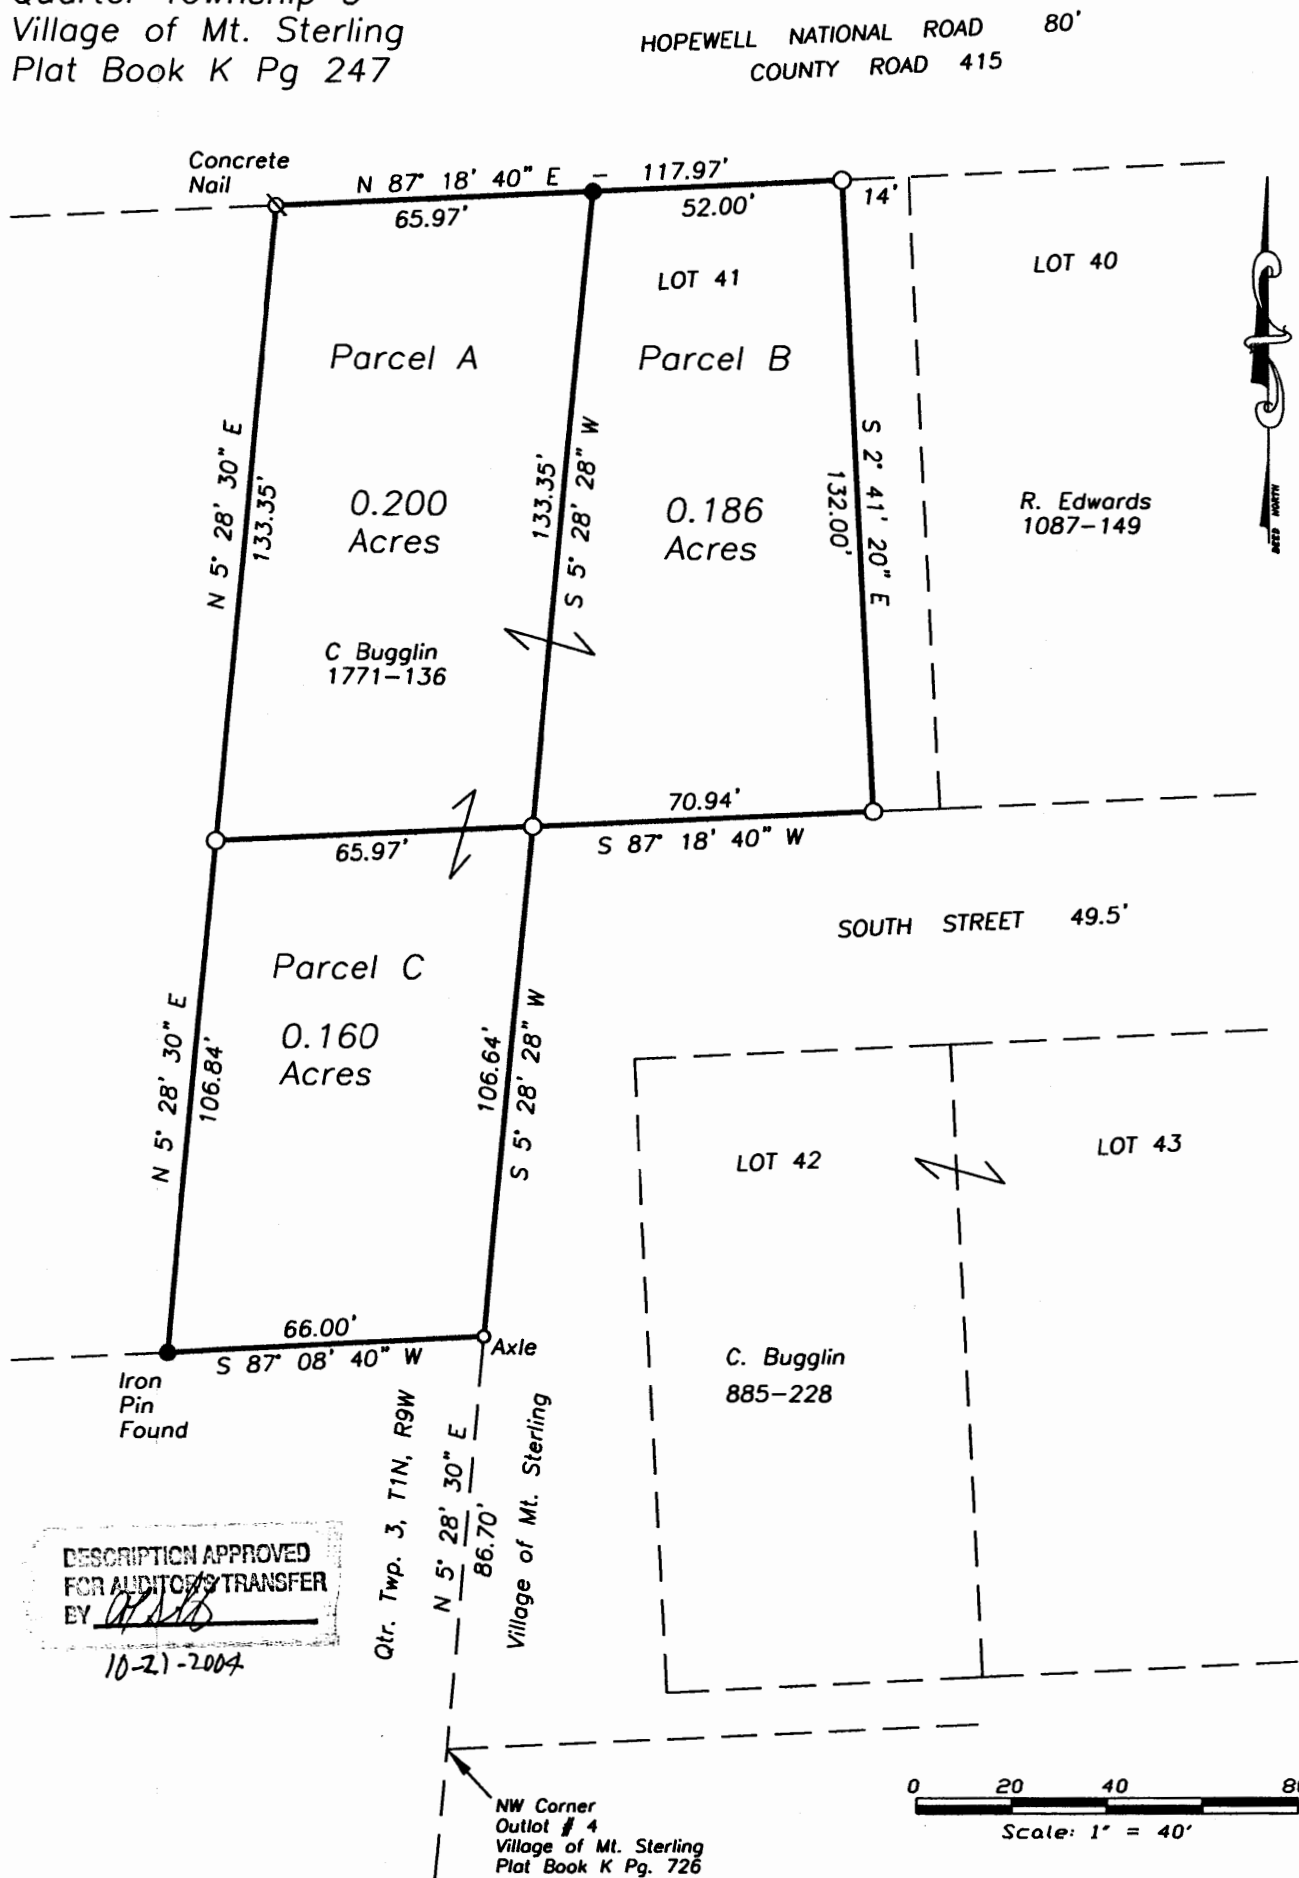 Village of Mt. Sterling
Plat Book K Pg 247
HOPEWELL NATIONAL ROAD 80'
COUNTY ROAD 415
Concrete
Nail
N 87° 18' 40" E – 117.97'
65.97'
52.00'
14'
LOT 41
LOT 40
Parcel A
Parcel B
N 5° 28' 30" E
133.35'
133.35'
S 5° 28' 28" W
S 2° 41' 20" E
132.00'
0.200
Acres
0.186
Acres
R. Edwards
1087–149
DEED NORTH
C Bugglin
1771–136
70.94'
65.97'
S 87° 18' 40" W
SOUTH STREET 49.5'
Parcel C
0.160
Acres
N 5° 28' 30" E
106.84'
106.64'
S 5° 28' 28" W
LOT 42
LOT 43
66.00'
S 87° 08' 40" W
Axle
Iron
Pin
Found
C. Bugglin
885–228
Qtr. Twp. 3, T1N, R9W
N 5° 28' 30" E
86.70'
Village of Mt. Sterling
DESCRIPTION APPROVED
FOR AUDITOR'S TRANSFER
BY
10-21-2004
NW Corner
Outlot # 4
Village of Mt. Sterling
Plat Book K Pg. 726
0 20 40
Scale: 1" = 40'